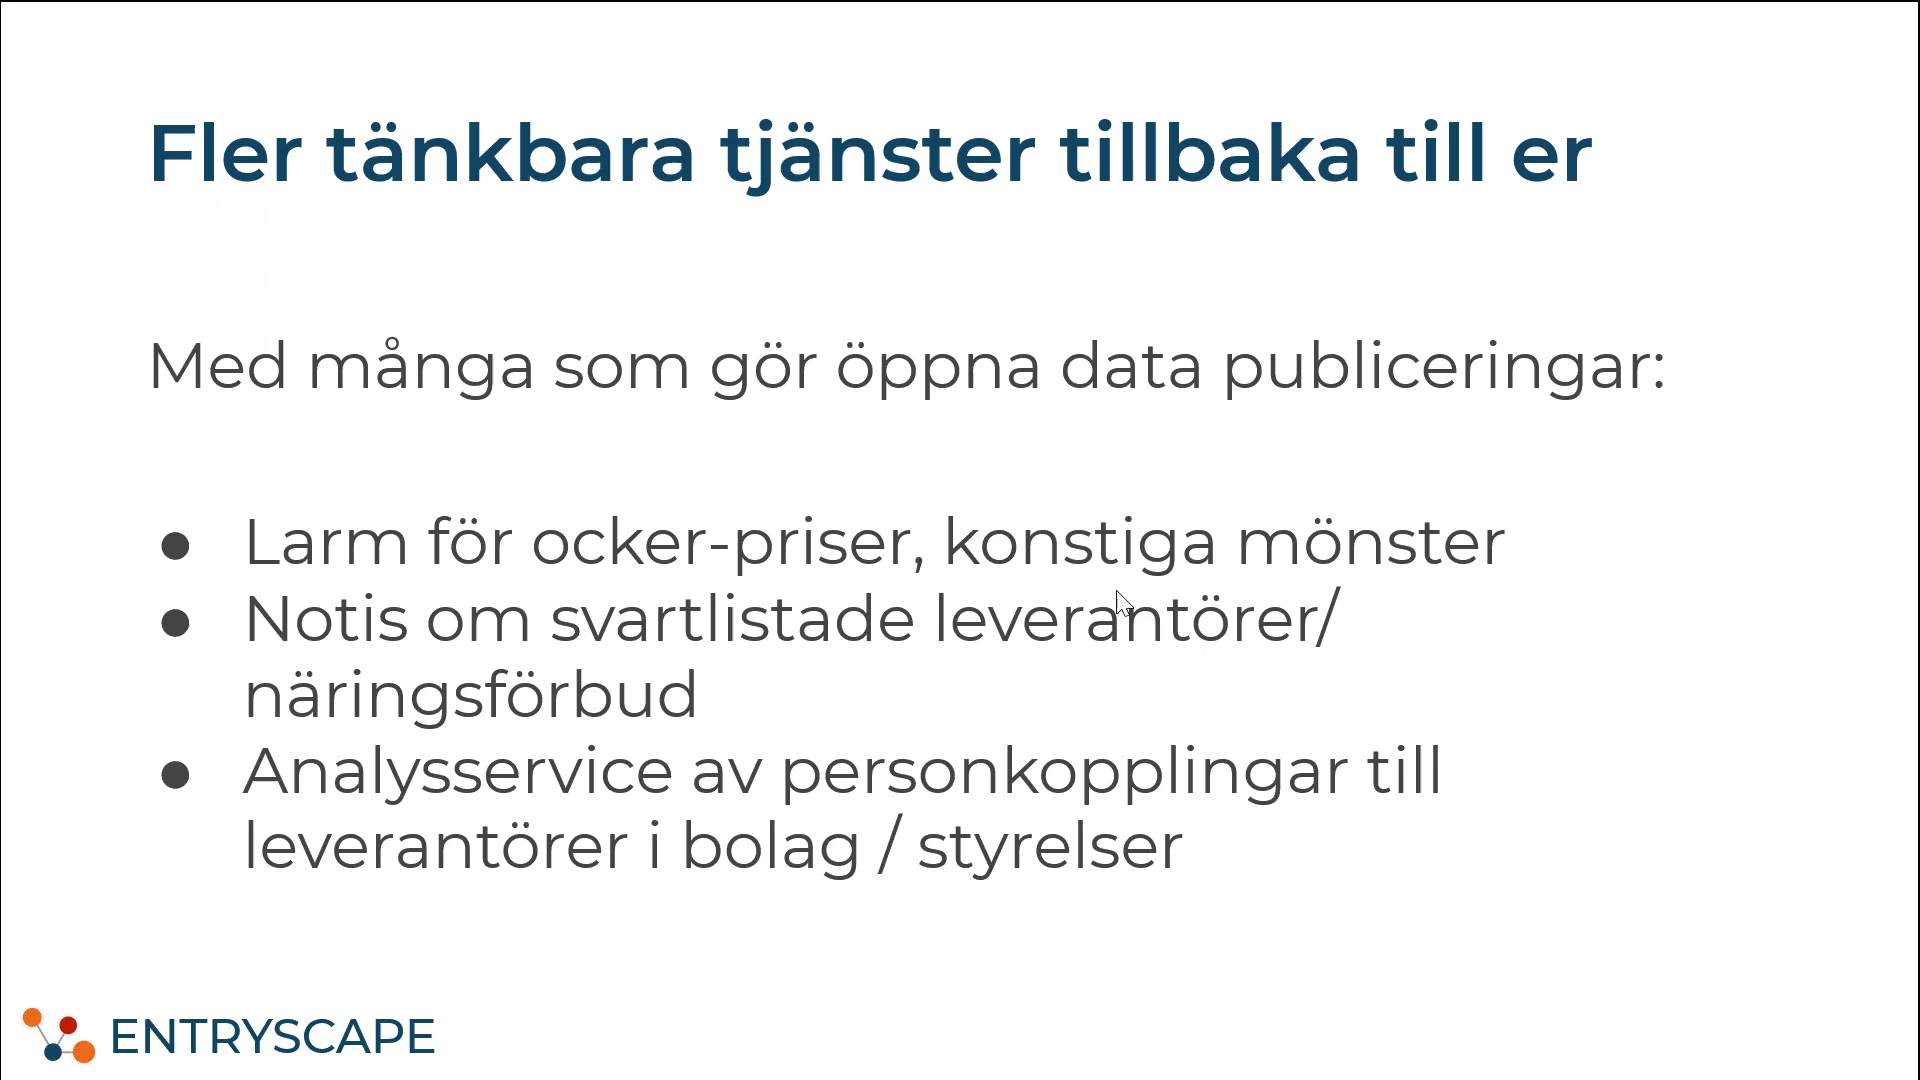 Fler tänkbara tjänster tillbaka till er
Med många som gör öppna data publiceringar:
● Larm för ocker-priser, konstiga mönster
● Notis om svartlistade leverantörer/
näringsförbud
● Analysservice av personkopplingar till
leverantörer i bolag / styrelser
ENTRYSCAPE